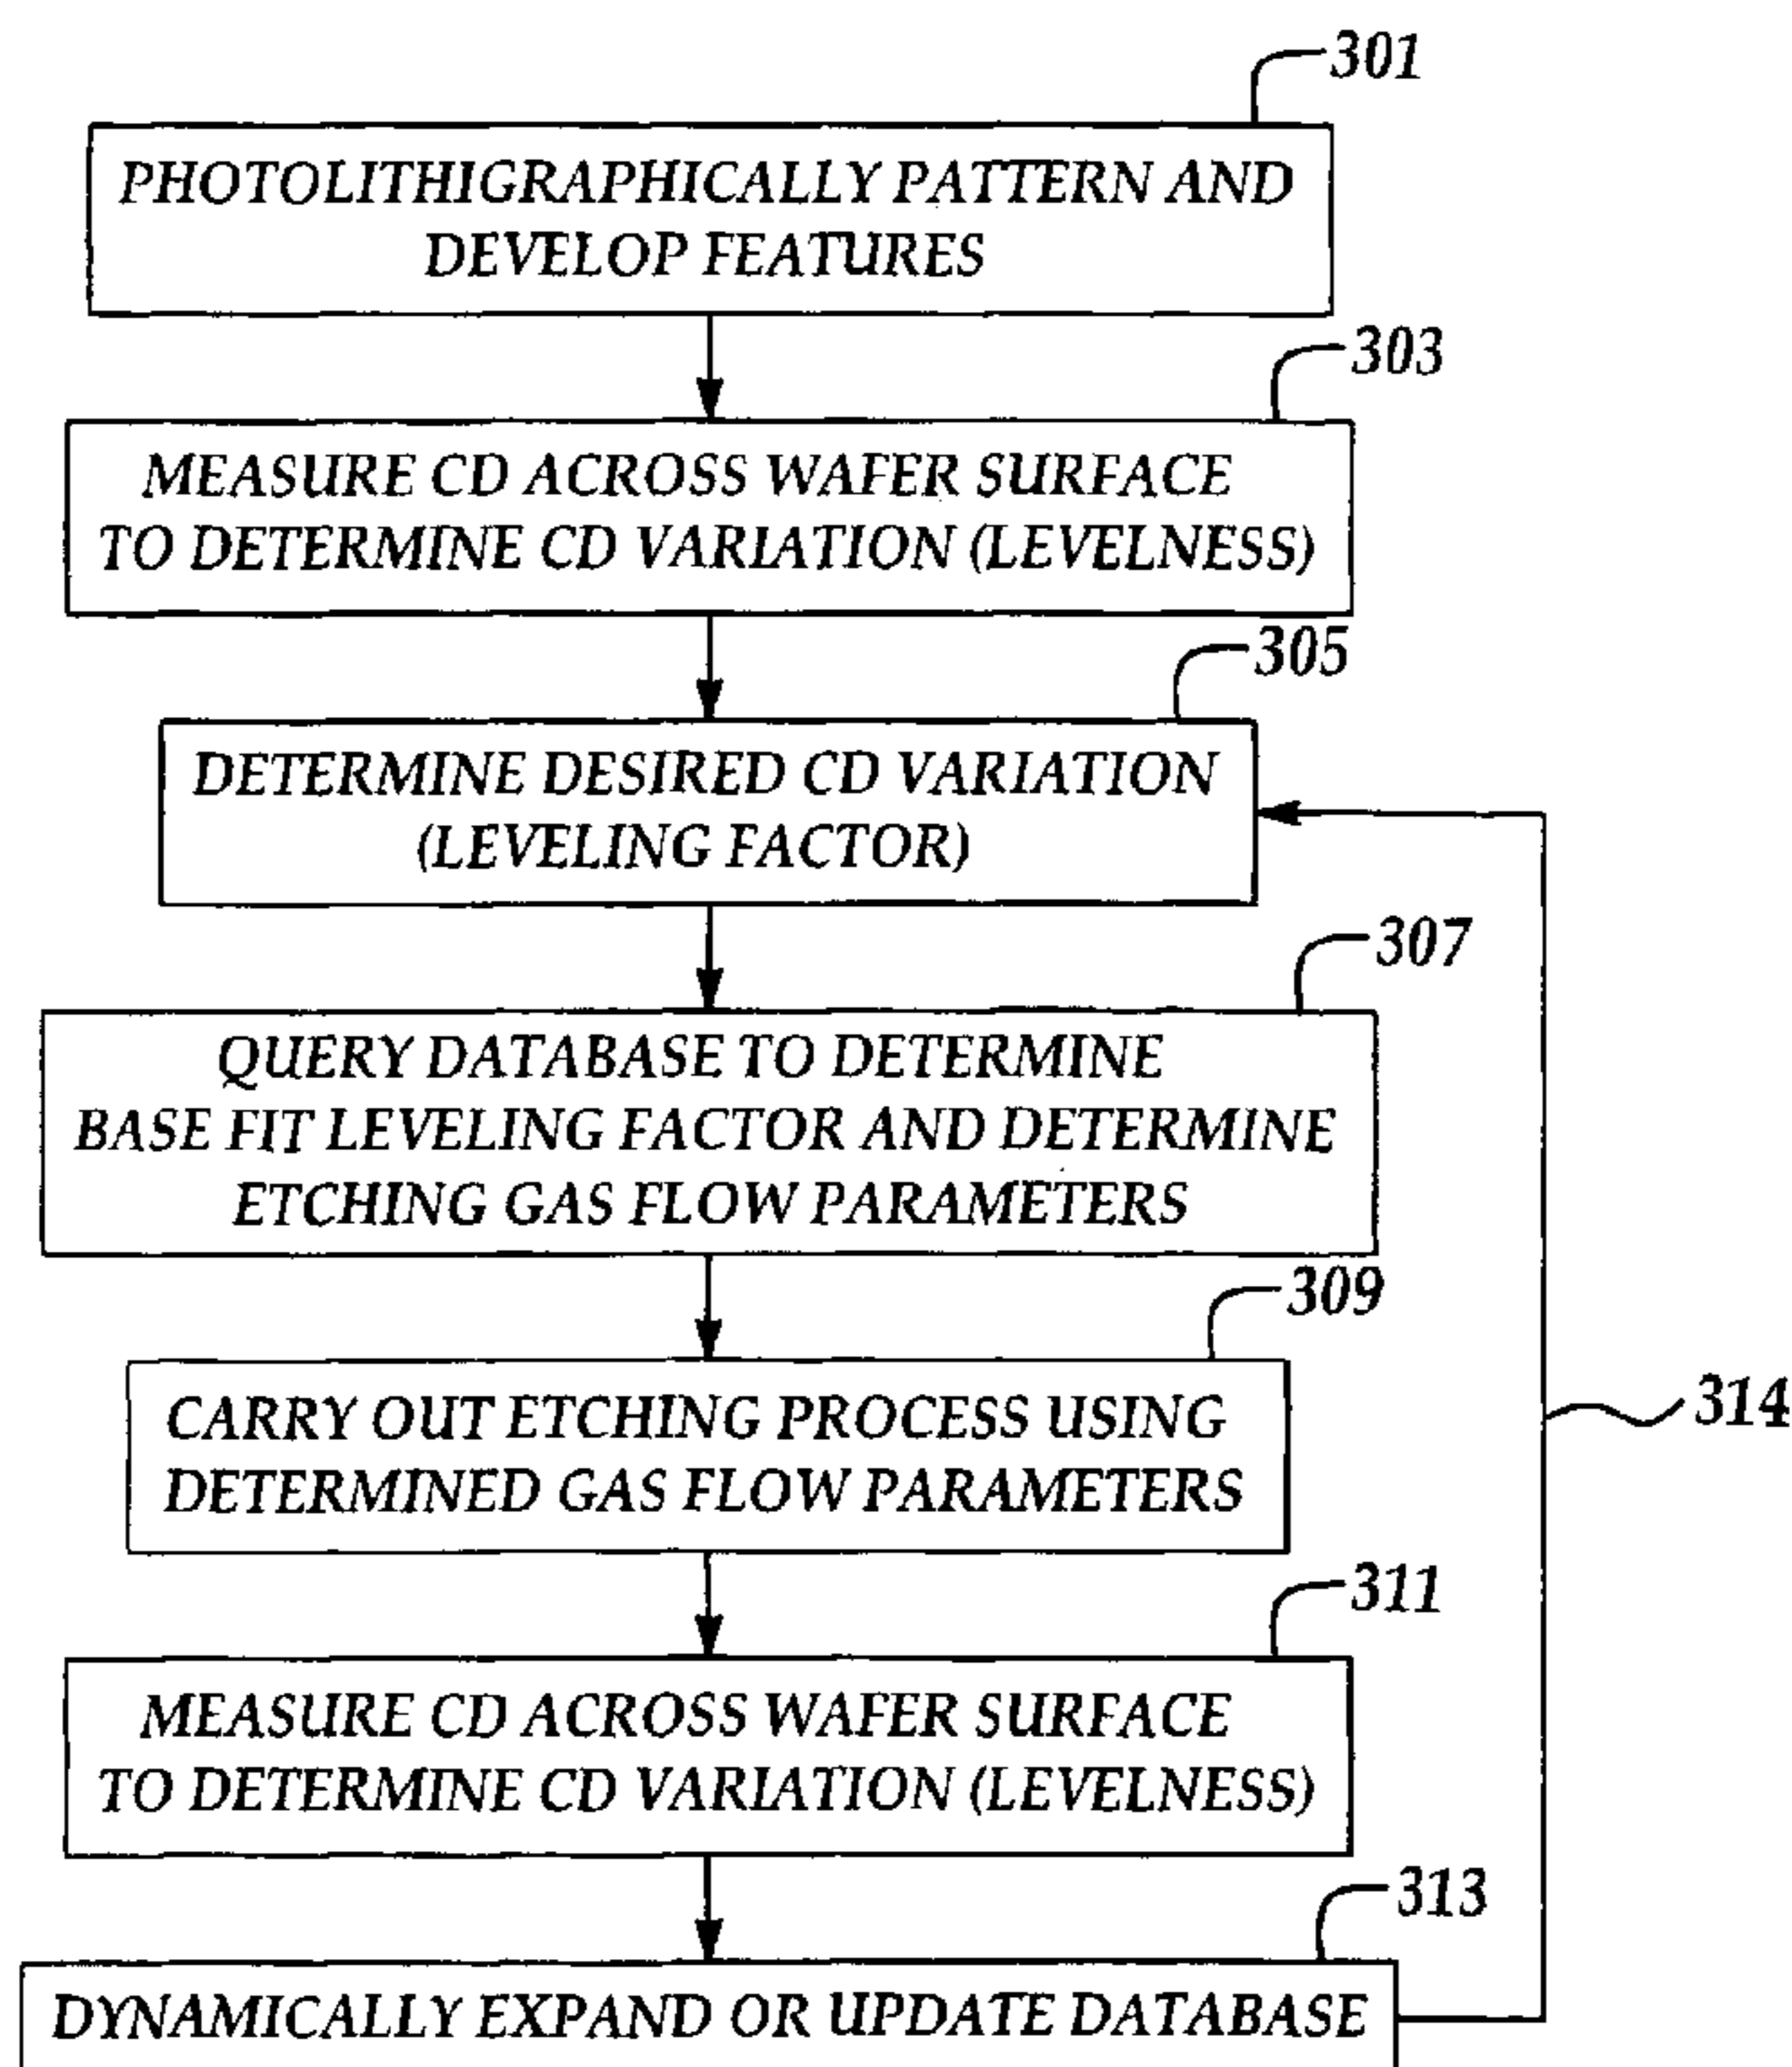 301
PHOTOLITHIGRAPHICALLY PATTERN AND
DEVELOP FEATURES
303
MEASURE CD ACROSS WAFER SURFACE
TO DETERMINE CD VARIATION (LEVELNESS)
305
DETERMINE DESIRED CD VARIATION
(LEVELING FACTOR)
307
QUERY DATABASE TO DETERMINE
BASE FIT LEVELING FACTOR AND DETERMINE
ETCHING GAS FLOW PARAMETERS
309
CARRY OUT ETCHING PROCESS USING
DETERMINED GAS FLOW PARAMETERS
314
311
MEASURE CD ACROSS WAFER SURFACE
TO DETERMINE CD VARIATION (LEVELNESS)
313
DYNAMICALLY EXPAND OR UPDATE DATABASE